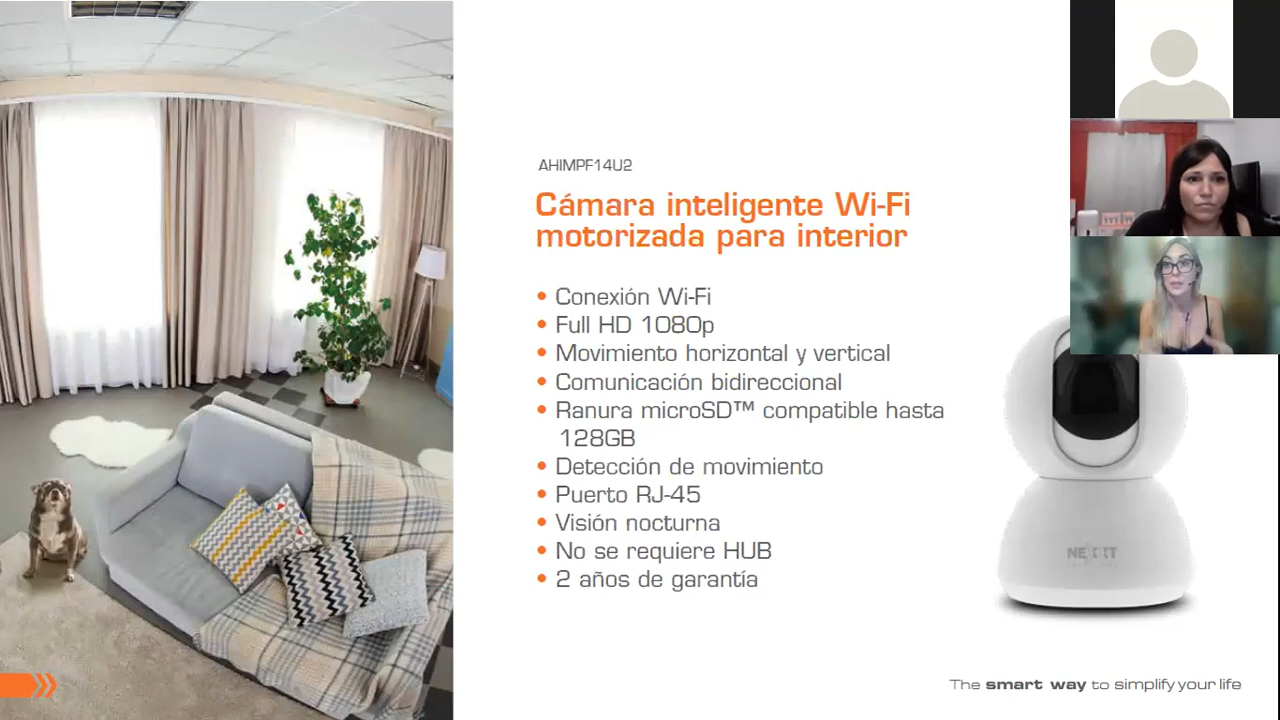 AHIMPF14U2
Cámara inteligente Wi-Fi
motorizada para interior
• Conexión Wi-Fi
• Full HD 1080p
• Movimiento horizontal y vertical
• Comunicación bidireccional
• Ranura microSD™ compatible hasta
128GB
• Detección de movimiento
• Puerto RJ-45
• Visión nocturna
• No se requiere HUB
• 2 años de garantía
NEXXT
The smart way to simplify your life